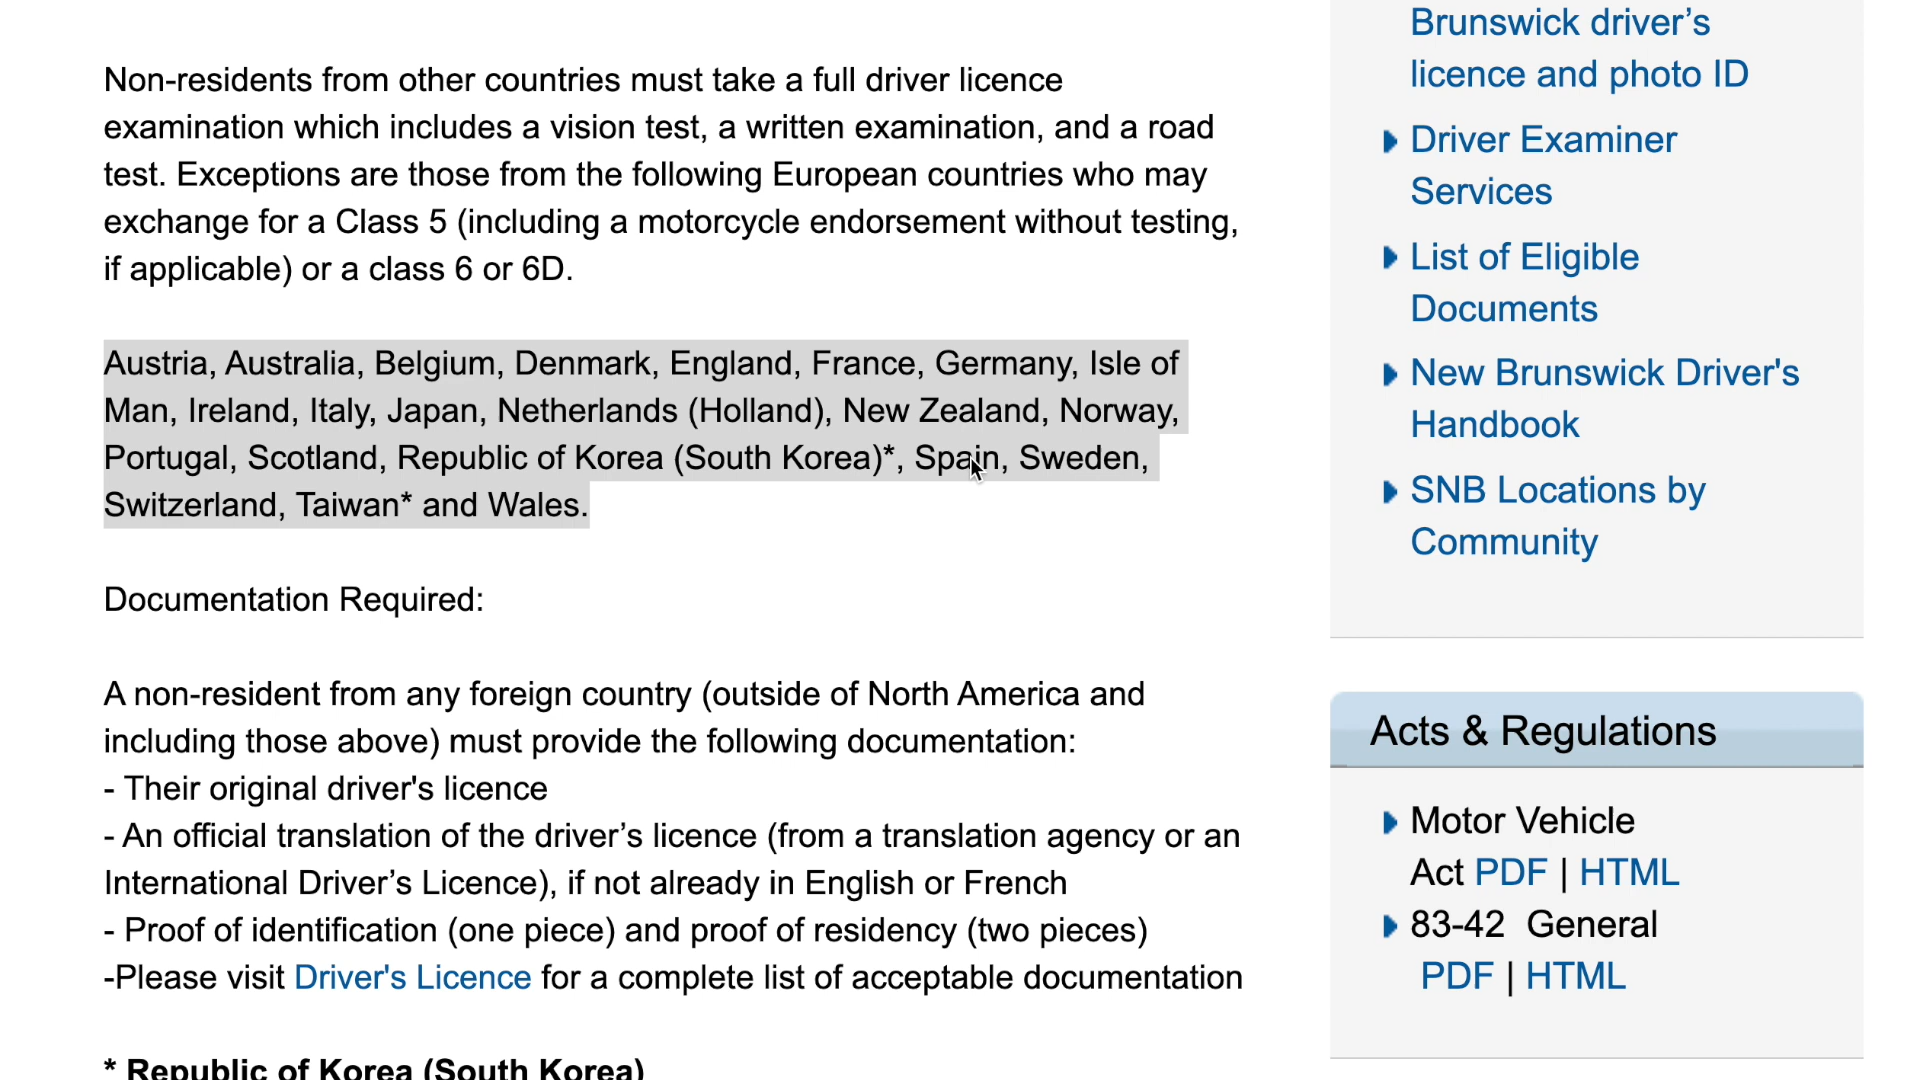 Non-residents from other countries must take a full driver licence
examination which includes a vision test, a written examination, and a road
test. Exceptions are those from the following European countries who may
exchange for a Class 5 (including a motorcycle endorsement without testing,
if applicable) or a class 6 or 6D.
Austria, Australia, Belgium, Denmark, England, France, Germany, Isle of
Man, Ireland, Italy, Japan, Netherlands (Holland), New Zealand, Norway,
Portugal, Scotland, Republic of Korea (South Korea)*, Spain, Sweden,
Switzerland, Taiwan* and Wales.
Documentation Required:
A non-resident from any foreign country (outside of North America and
including those above) must provide the following documentation:
- Their original driver's licence
- An official translation of the driver’s licence (from a translation agency or an
International Driver’s Licence), if not already in English or French
- Proof of identification (one piece) and proof of residency (two pieces)
-Please visit Driver's Licence for a complete list of acceptable documentation
* Republic of Korea (South Korea)
Brunswick driver’s
licence and photo ID
Driver Examiner
Services
List of Eligible
Documents
New Brunswick Driver's
Handbook
SNB Locations by
Community
Acts & Regulations
Motor Vehicle
Act PDF | HTML
83-42 General
PDF | HTML